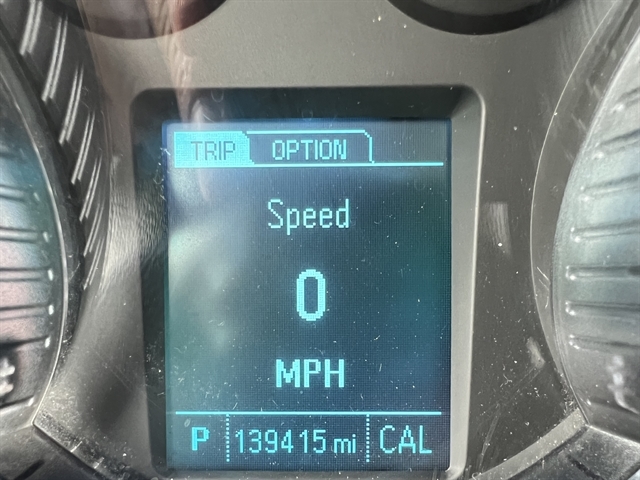 TRIP OPTION
Speed
0
MPH
P 139415 mi CAL